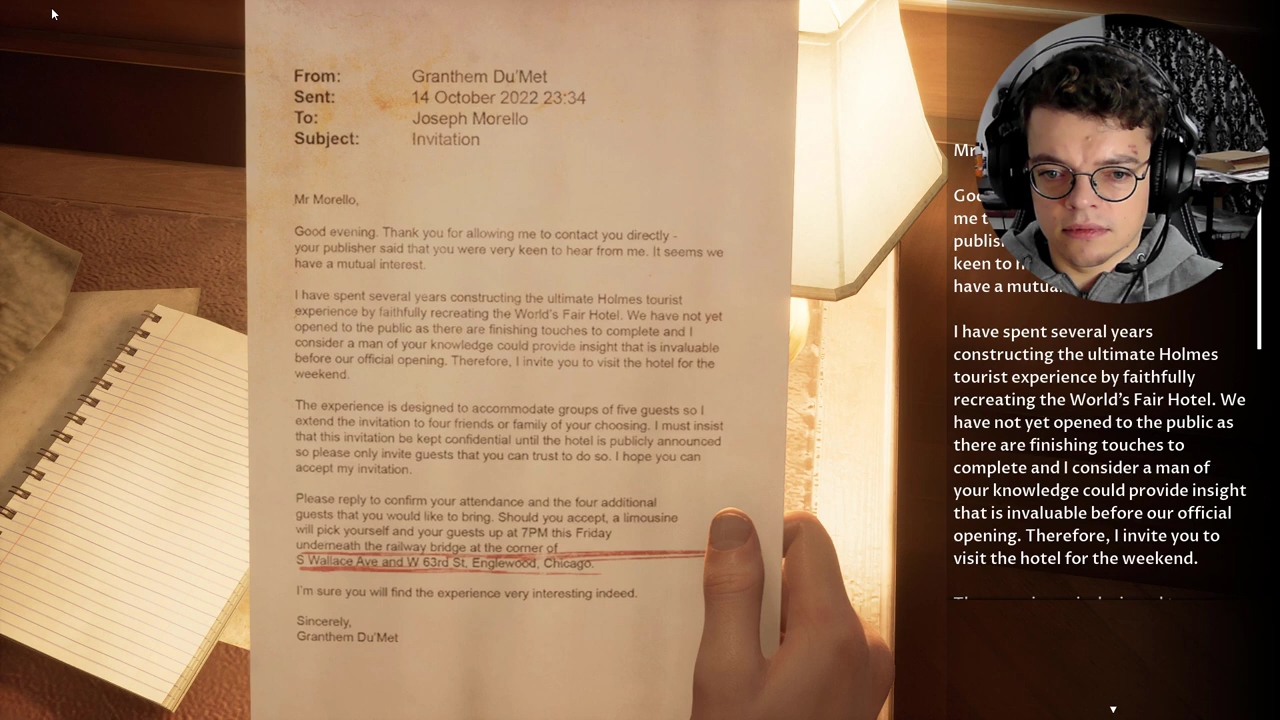 From: Granthem Du'Met
Sent: 14 October 2022 23:34
To: Joseph Morello
Subject: Invitation
Mr Morello,
Good evening. Thank you for allowing me to contact you directly -
your publisher said that you were very keen to hear from me. It seems we
have a mutual interest.
I have spent several years constructing the ultimate Holmes tourist
experience by faithfully recreating the World's Fair Hotel. We have not yet
opened to the public as there are finishing touches to complete and I
consider a man of your knowledge could provide insight that is invaluable
before our official opening. Therefore, I invite you to visit the hotel for the
weekend.
The experience is designed to accommodate groups of five guests so I
extend the invitation to four friends or family of your choosing. I must insist
that this invitation be kept confidential until the hotel is publicly announced
so please only invite guests that you can trust to do so. I hope you can
accept my invitation.
Please reply to confirm your attendance and the four additional
guests that you would like to bring. Should you accept, a limousine
will pick yourself and your guests up at 7PM this Friday
underneath the railway bridge at the corner of
S Wallace Ave and W 63rd St, Englewood, Chicago.
I'm sure you will find the experience very interesting indeed.
Sincerely,
Granthem Du'Met
Mr
me
keen to
have a
I have spent several years
constructing the ultimate Holmes
tourist experience by faithfully
recreating the World's Fair Hotel. We
have not yet opened to the public as
there are finishing touches to
complete and I consider a man of
your knowledge could provide insight
that is invaluable before our official
opening. Therefore, I invite you to
visit the hotel for the weekend.